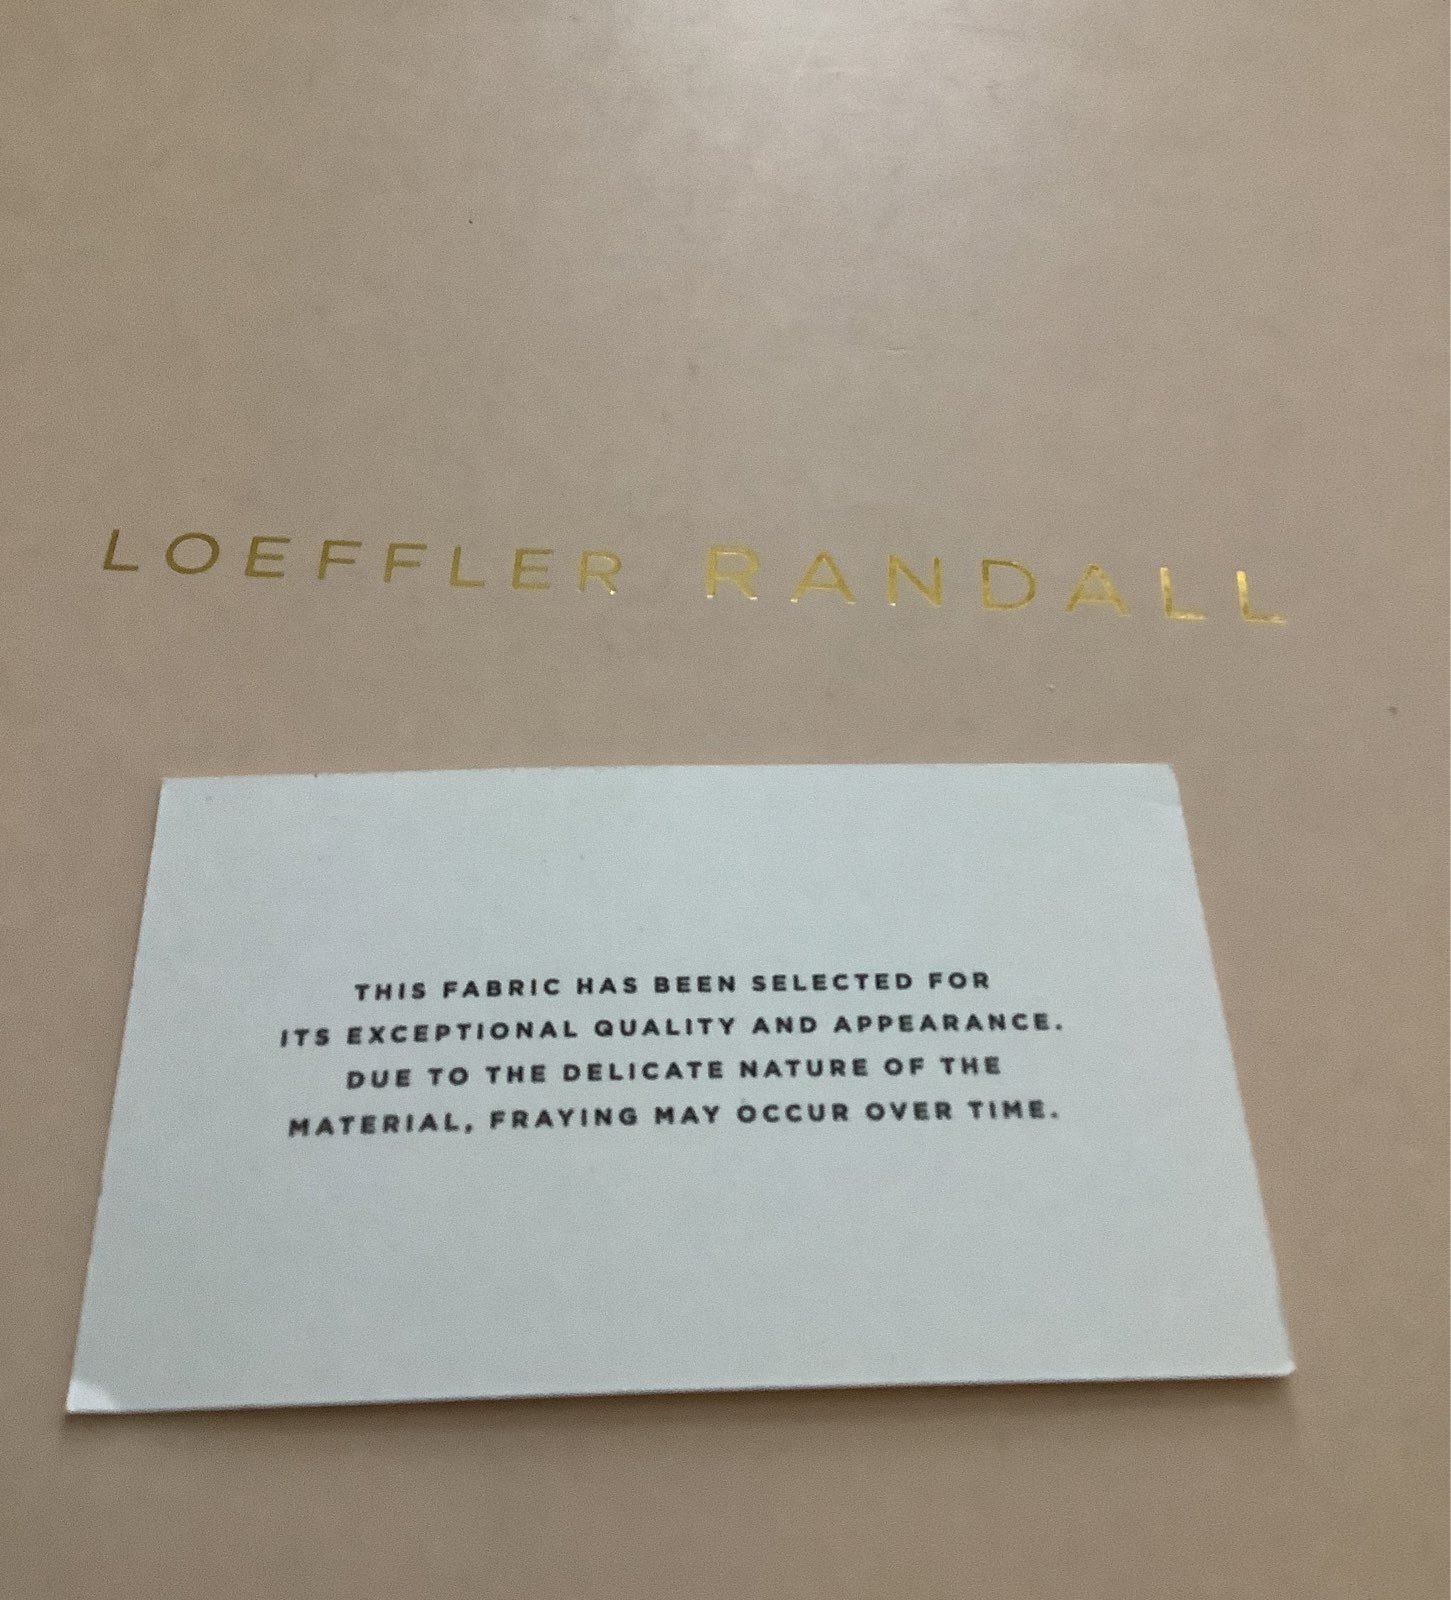 LOEFFLER RANDALL
THIS FABRIC HAS BEEN SELECTED FOR
ITS EXCEPTIONAL QUALITY AND APPEARANCE.
DUE TO THE DELICATE NATURE OF THE
MATERIAL, FRAYING MAY OCCUR OVER TIME.